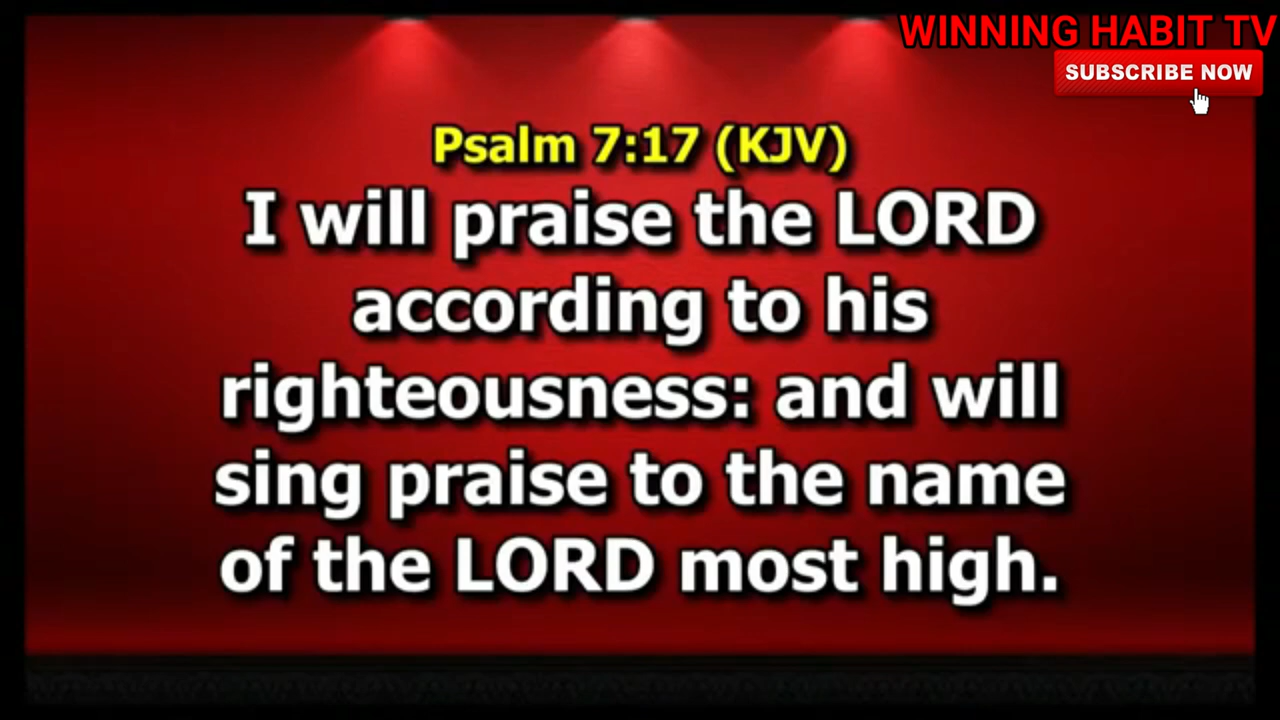 WINNING HABIT TV
SUBSCRIBE NOW
Psalm 7:17 (KJV)
I will praise the LORD
according to his
righteousness: and will
sing praise to the name
of the LORD most high.